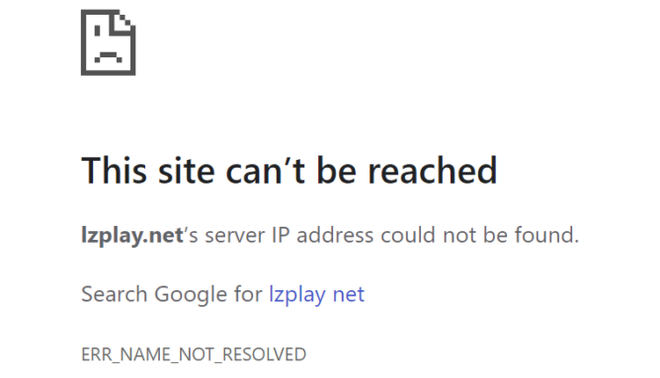 This site can’t be reached
lzplay.net’s server IP address could not be found.
Search Google for lzplay net
ERR_NAME_NOT_RESOLVED